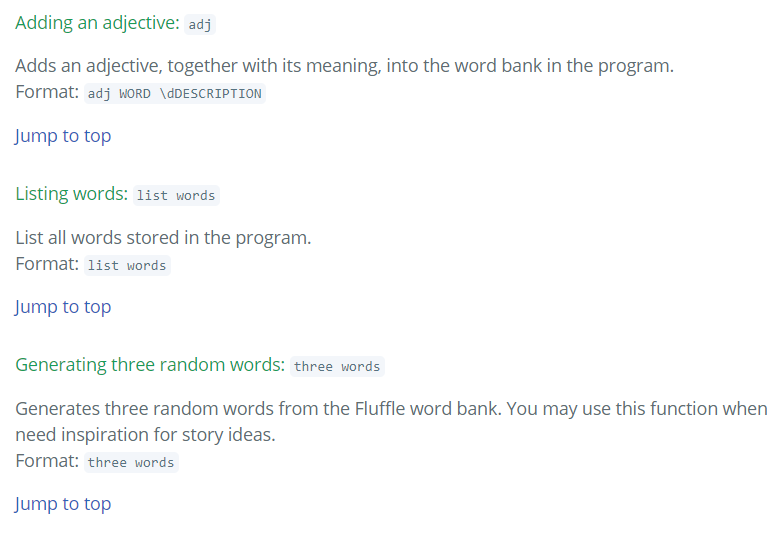 Adding an adjective: adj
Adds an adjective, together with its meaning, into the word bank in the program.
Format: adj WORD \dDESCRIPTION
Jump to top
Listing words: list words
List all words stored in the program.
Format: list words
Jump to top
Generating three random words: three words
Generates three random words from the Fluffle word bank. You may use this function when
need inspiration for story ideas.
Format: three words
Jump to top